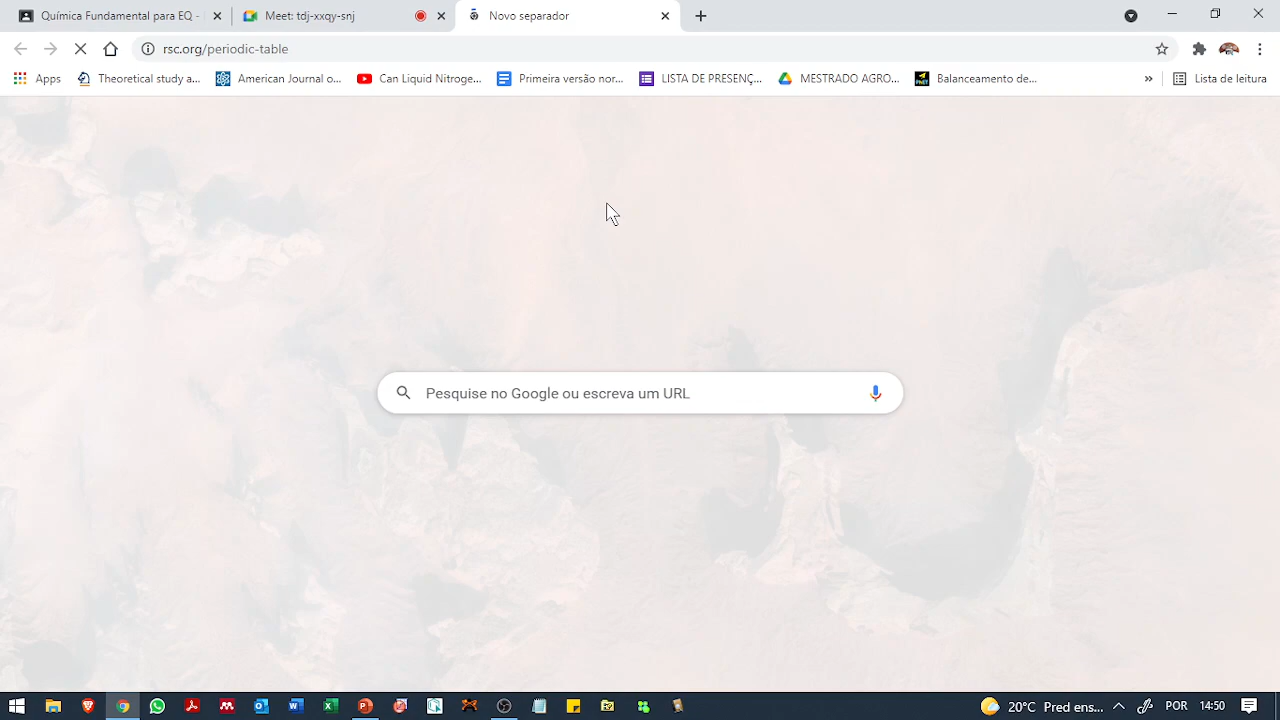 Química Fundamental para EQ -
Meet: tdj-xxqy-snj
Novo separador
rsc.org/periodic-table
Apps
Theoretical study a...
American Journal o...
Can Liquid Nitroge...
Primeira versão nor...
LISTA DE PRESENÇ...
MESTRADO AGRO...
Balanceamento de...
»
Lista de leitura
Pesquise no Google ou escreva um URL
20°C Pred ens...
POR
14:50